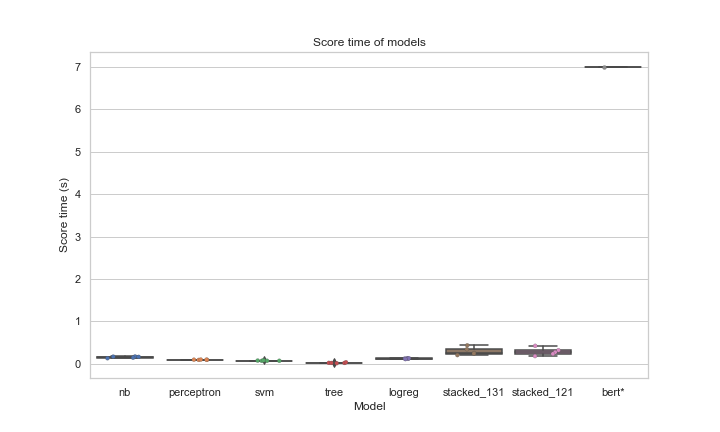 Score time of models
7
6
5
4
3
2
1
0
Score time (s)
nb perceptron svm tree logreg stacked_131 stacked_121 bert*
Model